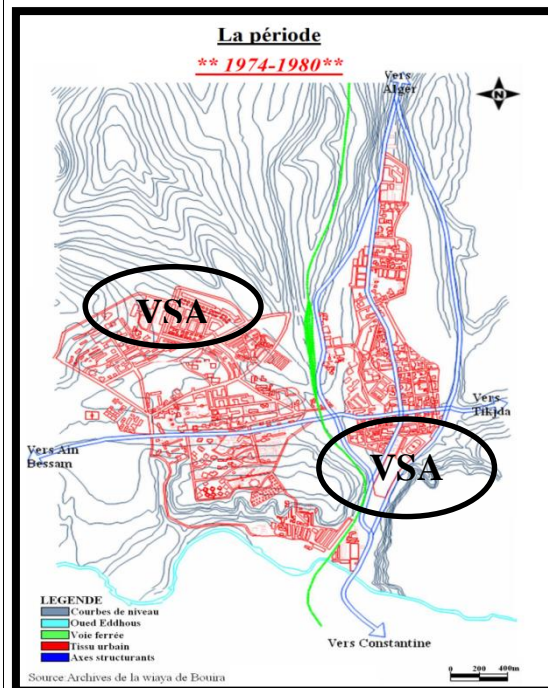 La période
** 1974-1980**
Vers
Alger
N
VSA
Vers
Tikjda
Vers Ain
Bessam
VSA
Vers Constantine
LEGENDE
Courbes de niveau
Oued Eddhous
Voie ferrée
Tissu urbain
Axes structurants
Source:Archives de la wiaya de Bouira
0 200 400m